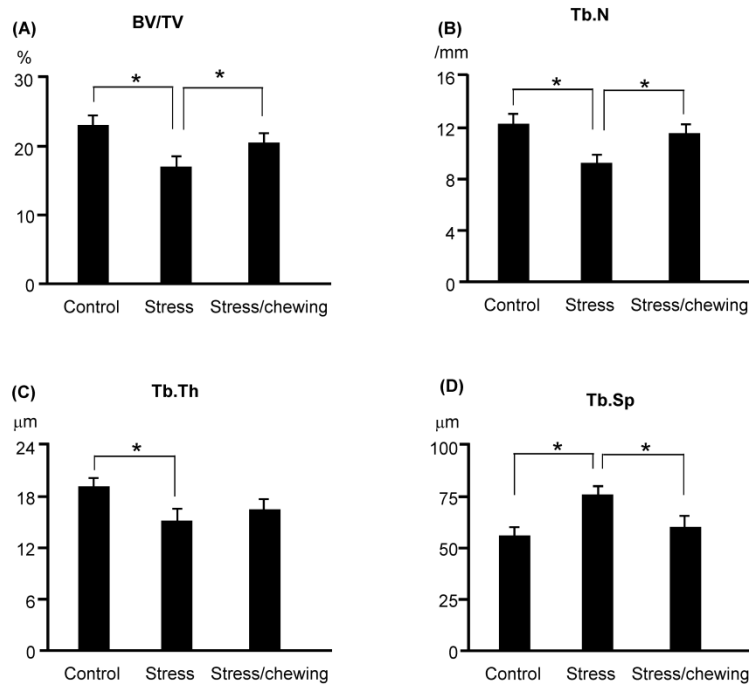 (A)
BV/TV
%
30
20
10
0
*
*
Control Stress Stress/chewing
(B)
Tb.N
/mm
16
12
8
4
0
*
*
Control Stress Stress/chewing
(C)
Tb.Th
μm
24
18
12
6
0
*
Control Stress Stress/chewing
(D)
Tb.Sp
μm
100
75
50
25
0
*
*
Control Stress Stress/chewing